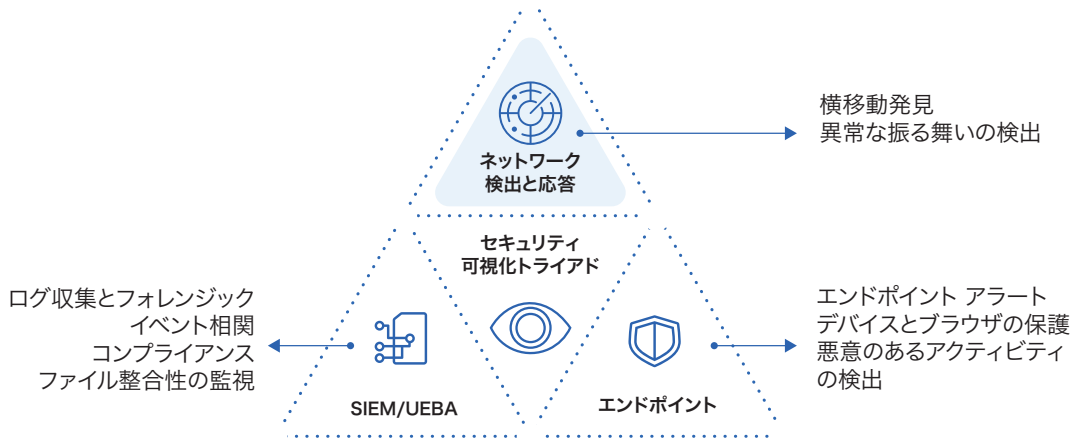 横移動発見
異常な振る舞いの検出
ネットワーク
検出と応答
セキュリティ
可視化トライアド
ログ収集とフォレンジック
イベント相関
コンプライアンス
ファイル整合性の監視
SIEM/UEBA
エンドポイント
エンドポイント アラート
デバイスとブラウザの保護
悪意のあるアクティビティ
の検出